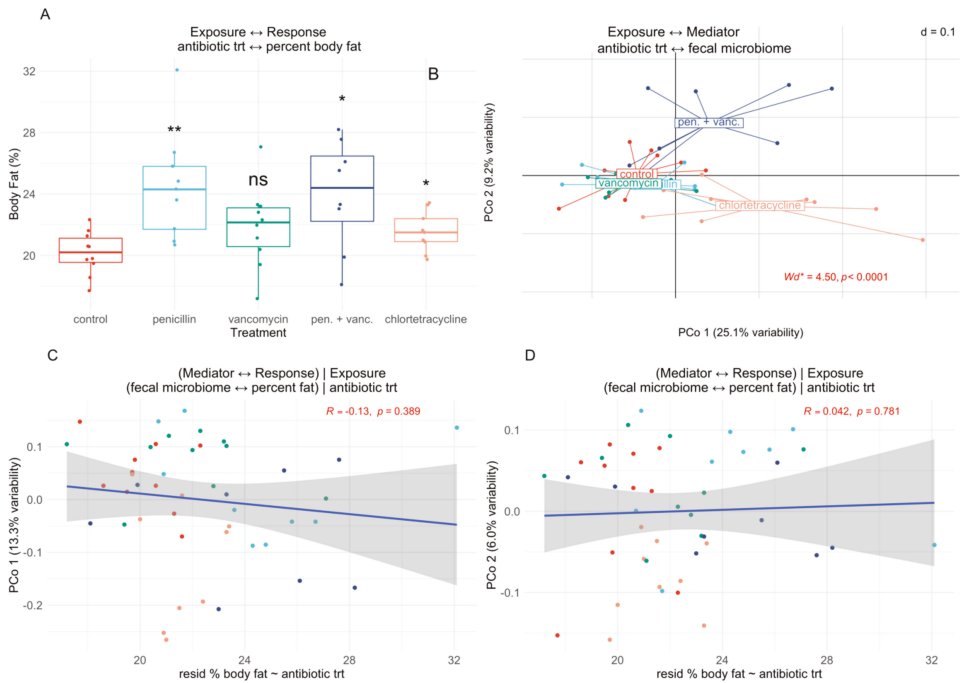 A
Exposure ↔ Response
antibiotic trt ↔ percent body fat
Body Fat (%)
32
28
24
20
**
ns
*
*
control
penicillin
vancomycin
pen. + vanc.
chlortetracycline
Treatment
B
Exposure ↔ Mediator
antibiotic trt ↔ fecal microbiome
d = 0.1
PCo 2 (9.2% variability)
pen. + vanc.
control
vancomycin
illin
chlortetracycline
Wd* = 4.50, p< 0.0001
PCo 1 (25.1% variability)
C
(Mediator ↔ Response) | Exposure
(fecal microbiome ↔ percent fat) | antibiotic trt
R = -0.13, p = 0.389
PCo 1 (13.3% variability)
0.1
0.0
-0.1
-0.2
20
24
28
32
resid % body fat ~ antibiotic trt
D
(Mediator ↔ Response) | Exposure
(fecal microbiome ↔ percent fat) | antibiotic trt
R = 0.042, p = 0.781
PCo 2 (6.0% variability)
0.1
0.0
-0.1
20
24
28
32
resid % body fat ~ antibiotic trt